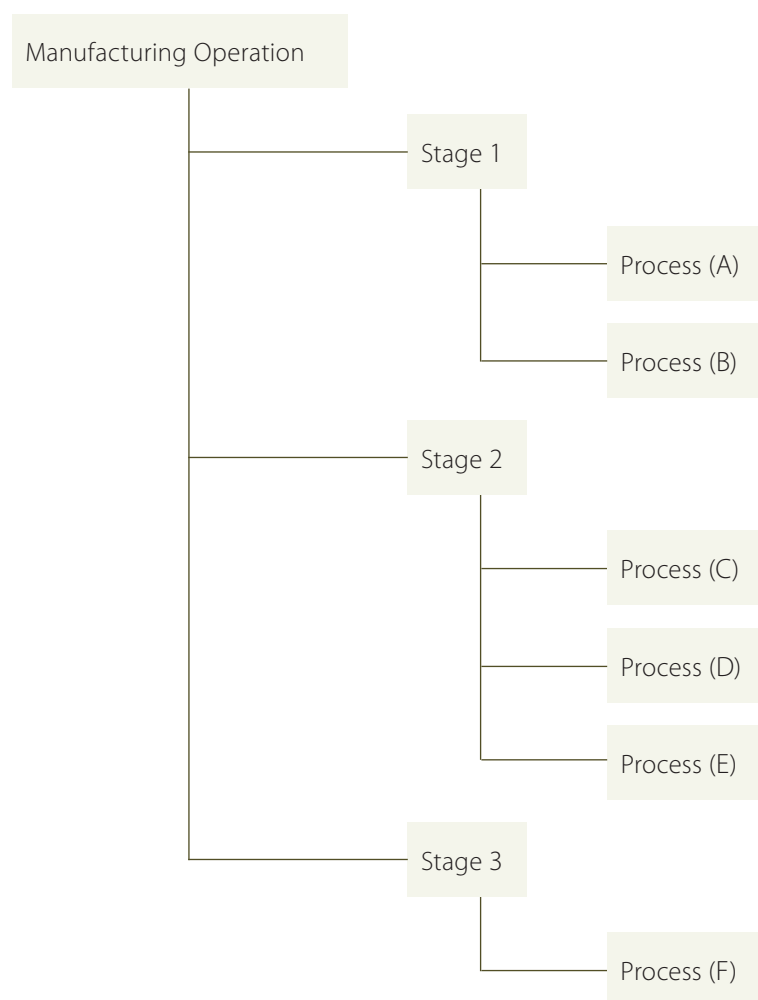 Manufacturing Operation
Stage 1
Process (A)
Process (B)
Stage 2
Process (C)
Process (D)
Process (E)
Stage 3
Process (F)